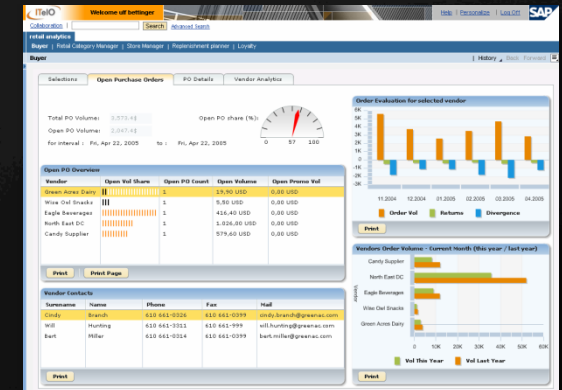 ITelO
Welcome ulf bettinger
Help | Personalize | Log Off
SAP
Collaboration |
Search
Advanced Search
retail analytics
Buyer | Retail Category Manager | Store Manager | Replenishment planner | Loyalty
Buyer
| History
Back Forward
Selections
Open Purchase Orders
PO Details
Vendor Analytics
Total PO Volume:
Open PO Volume:
Open PO share (%):
for interval : Fri, Apr 22, 2005 to : Fri, Apr 22, 2005
0 57 100
Open PO Overview
Vendor Open Vol Share Open PO Count Open Volume Open Promo Vol
Green Acres Dairy 1 19,90 USD 0,00 USD
Wise Owl Snacks 1 5,50 USD 0,00 USD
Eagle Beverages 1 416,40 USD 0,00 USD
North East DC 1 1.026,00 USD 0,00 USD
Candy Supplier 1 579,60 USD 0,00 USD
Print
Print Page
Vendor Contacts
Surename Name Phone Fax Mail
Cindy Branch 610 661-0326 610 661-0399 cindy.branch@greenac.com
Will Hunting 610 661-3311 610 661-999 will.hunting@greenac.com
Bert Miller 610 661-0314 610 661-0399 bert.miller@greenac.com
Print
Order Evaluation for selected vendor
6K
5K
4K
3K
2K
1K
0
-1K
-2K
-3K
11.2004 12.2004 01.2005 02.2005 03.2005 04.2005
Order Vol Returns Divergence
Print
Vendors Order Volume - Current Month (this year / last year)
Vendor
Candy Supplier
North East DC
Eagle Beverages
Wise Owl Snacks
Green Acres Dairy
0 10K 20K 30K 40K 50K 60K
Vol This Year Vol Last Year
Print